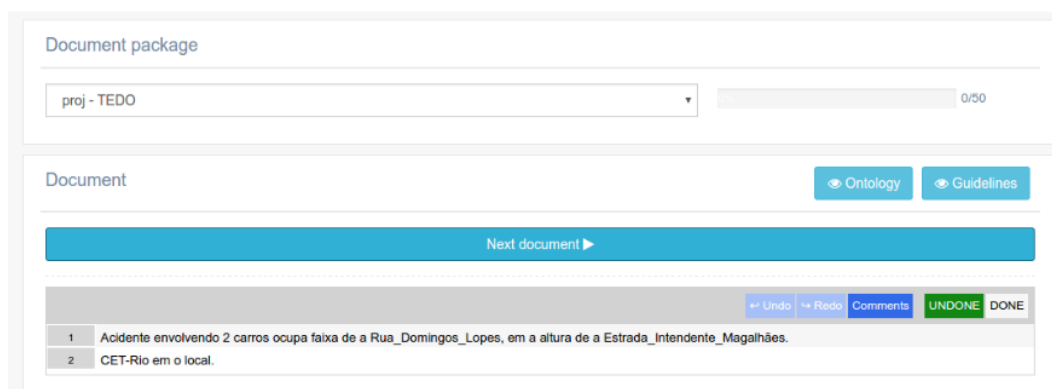 Document package
proj - TEDO
0/50
Document
Ontology
Guidelines
Next document
Undo
Redo
Comments
UNDONE
DONE
1 Acidente envolvendo 2 carros ocupa faixa de a Rua_Domingos_Lopes, em a altura de a Estrada_Intendente_Magalhães.
2 CET-Rio em o local.